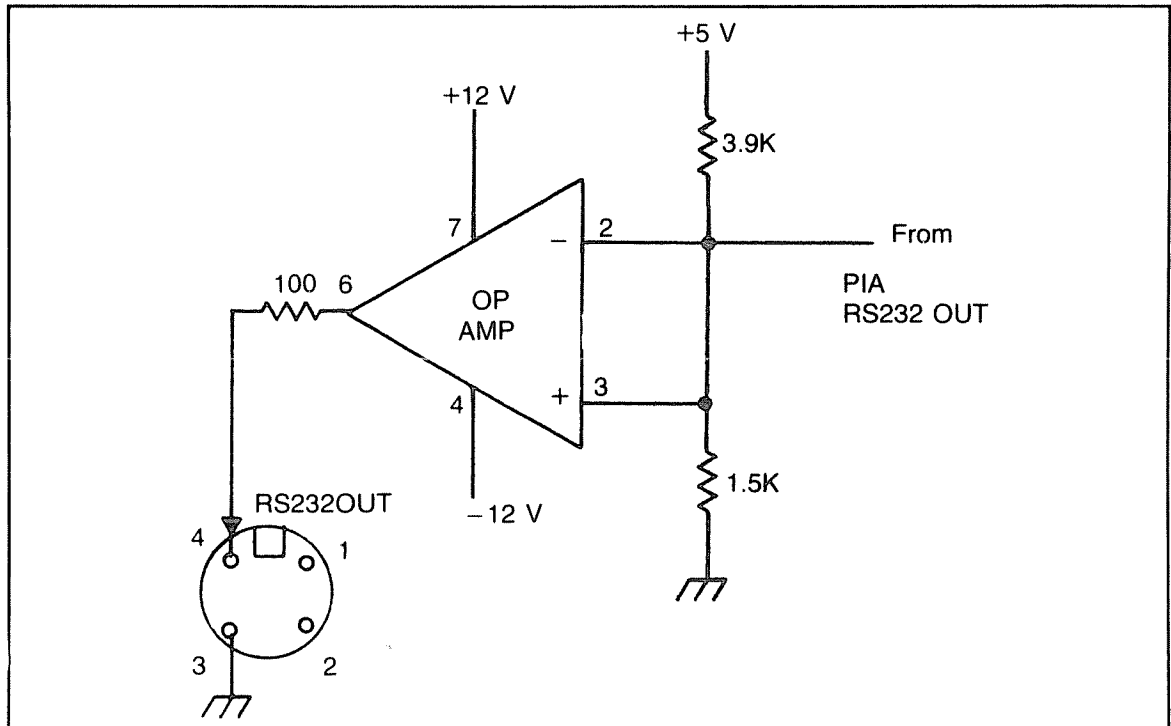 +5 V
+12 V
3.9K
7
−
2
From
100
6
OP
AMP
PIA
RS232 OUT
+
3
4
1.5K
−12 V
RS232OUT
4
1
3
2